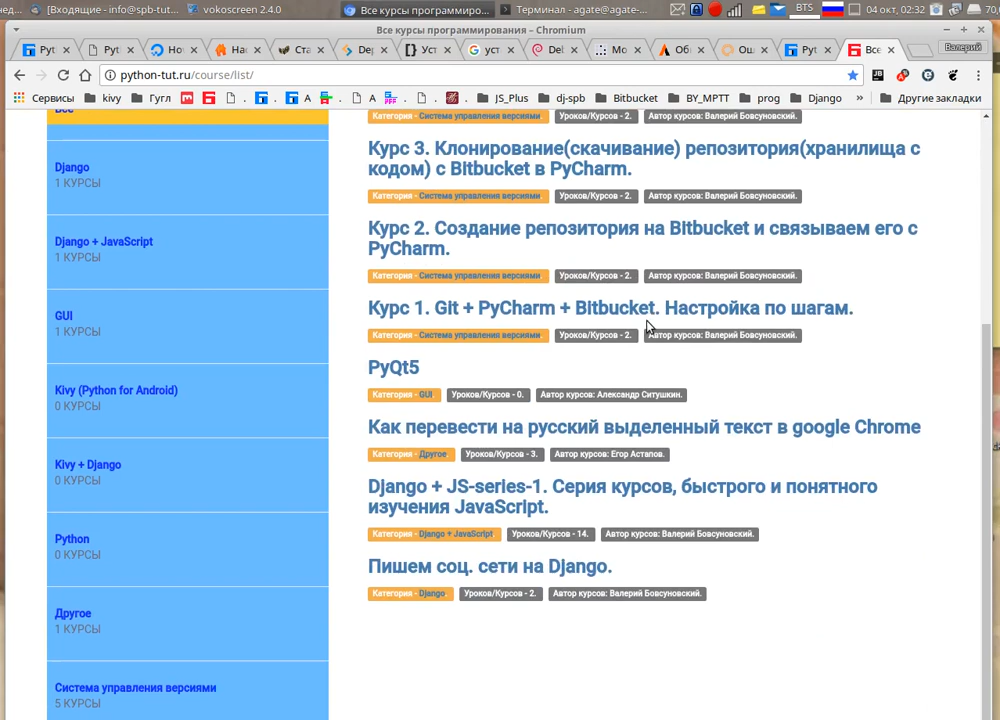 [Входящие - info@spb-tut...
vokoscreen 2.4.0
Все курсы программиро...
Терминал - agate@agate-...
BTS
04 окт, 02:32
Все курсы программирования – Chromium
Валерий
python-tut.ru/course/list/
Сервисы
kivy
Гугл
A
A
JS_Plus
dj-spb
Bitbucket
BY_MPTT
prog
Django
»
Другие закладки
Все
Django
1 КУРСЫ
Django + JavaScript
1 КУРСЫ
GUI
1 КУРСЫ
Kivy (Python for Android)
0 КУРСЫ
Kivy + Django
0 КУРСЫ
Python
0 КУРСЫ
Другое
1 КУРСЫ
Система управления версиями
5 КУРСЫ
Категория - Система управления версиями. Уроков/Курсов - 2. Автор курсов: Валерий Бовсуновский.
Курс 3. Клонирование(скачивание) репозитория(хранилища с
кодом) с Bitbucket в PyCharm.
Категория - Система управления версиями. Уроков/Курсов - 2. Автор курсов: Валерий Бовсуновский.
Курс 2. Создание репозитория на Bitbucket и связываем его с
PyCharm.
Категория - Система управления версиями. Уроков/Курсов - 2. Автор курсов: Валерий Бовсуновский.
Курс 1. Git + PyCharm + Bitbucket. Настройка по шагам.
Категория - Система управления версиями. Уроков/Курсов - 2. Автор курсов: Валерий Бовсуновский.
PyQt5
Категория - GUI. Уроков/Курсов - 0. Автор курсов: Александр Ситушкин.
Как перевести на русский выделенный текст в google Chrome
Категория - Другое. Уроков/Курсов - 3. Автор курсов: Егор Астапов.
Django + JS-series-1. Серия курсов, быстрого и понятного
изучения JavaScript.
Категория - Django + JavaScript. Уроков/Курсов - 14. Автор курсов: Валерий Бовсуновский.
Пишем соц. сети на Django.
Категория - Django. Уроков/Курсов - 2. Автор курсов: Валерий Бовсуновский.